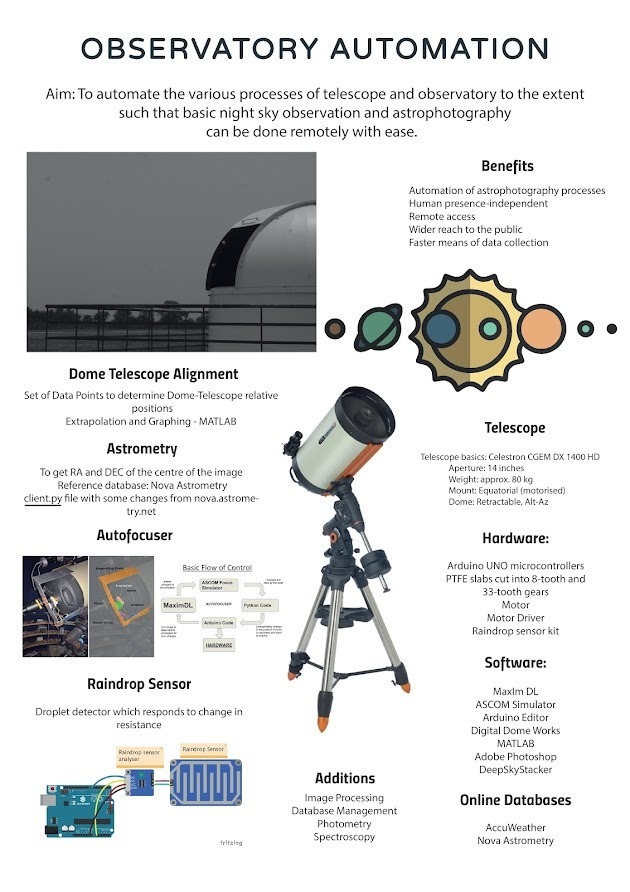 OBSERVATORY AUTOMATION
Aim: To automate the various processes of telescope and observatory to the extent
such that basic night sky observation and astrophotography
can be done remotely with ease.
Benefits
Automation of astrophotography processes
Human presence-independent
Remote access
Wider reach to the public
Faster means of data collection
Dome Telescope Alignment
Set of Data Points to determine Dome-Telescope relative
positions
Extrapolation and Graphing - MATLAB
Astrometry
To get RA and DEC of the centre of the image
Reference database: Nova Astrometry
client.py file with some changes from nova.astrome-
try.net
Autofocuser
Basic Flow of Control
ASCOM Focus
Simulator
MaximDL
AUTOFOCUSER
Python Code
Arduino Code
HARDWARE
Raindrop Sensor
Droplet detector which responds to change in
resistance
Raindrop sensor
analyser
Raindrop Sensor
fritzing
Telescope
Telescope basics: Celestron CGEM DX 1400 HD
Aperture: 14 inches
Weight: approx. 80 kg
Mount: Equatorial (motorised)
Dome: Retractable, Alt-Az
Hardware:
Arduino UNO microcontrollers
PTFE slabs cut into 8-tooth and
33-tooth gears
Motor
Motor Driver
Raindrop sensor kit
Software:
MaxIm DL
ASCOM Simulator
Arduino Editor
Digital Dome Works
MATLAB
Adobe Photoshop
DeepSkyStacker
Additions
Image Processing
Database Management
Photometry
Spectroscopy
Online Databases
AccuWeather
Nova Astrometry